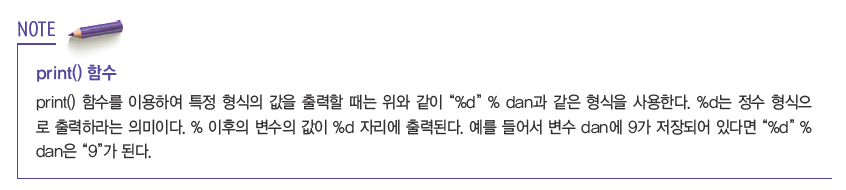 NOTE
print() 함수
print() 함수를 이용하여 특정 형식의 값을 출력할 때는 위와 같이 “%d” % dan과 같은 형식을 사용한다. %d는 정수 형식으
로 출력하라는 의미이다. % 이후의 변수의 값이 %d 자리에 출력된다. 예를 들어서 변수 dan에 9가 저장되어 있다면 “%d” %
dan은 “9”가 된다.